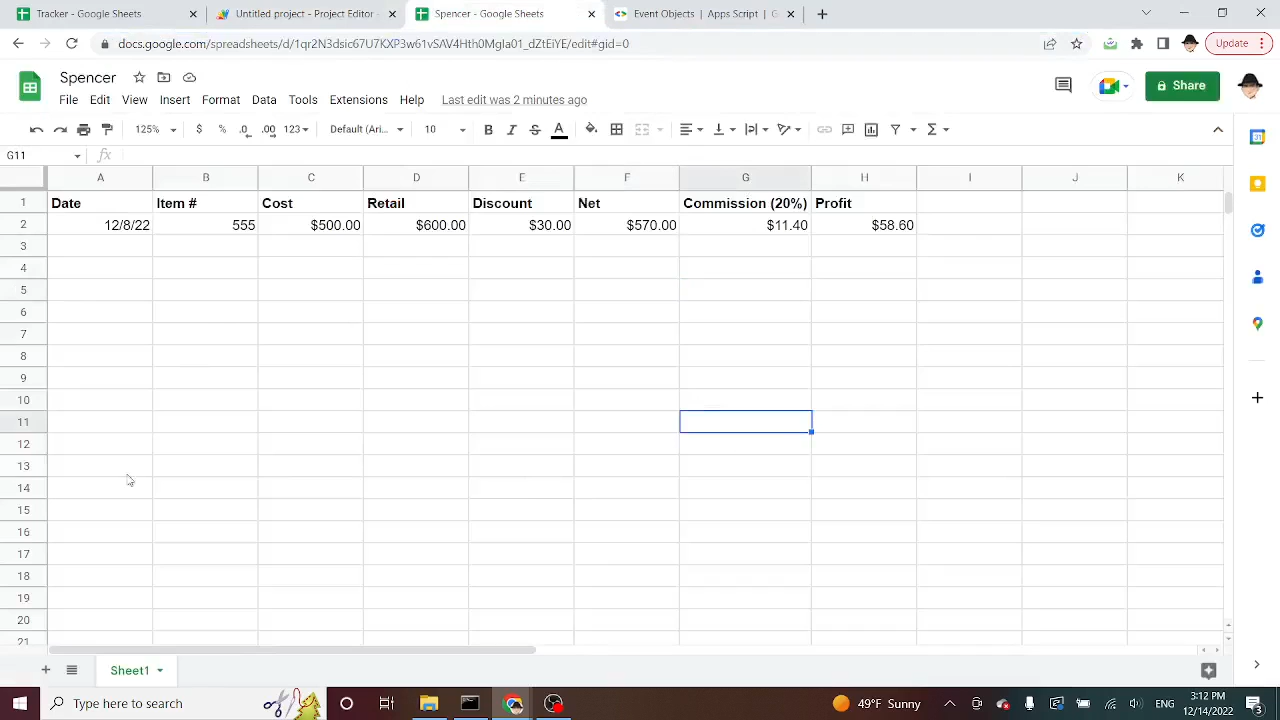 Tracker - Google Sheets
Untitled project - Project Editor -
Spencer - Google Sheets
Event Objects | Apps Script | G
docs.google.com/spreadsheets/d/1qr2N3dsic67U7KXP3nc61vSAV4Hth0MgIa01_dZREiYE/edit#gid=0
Update
Spencer
File Edit View Insert Format Data Tools Extensions Help Last edit was 2 minutes ago
Share
125% $ % .0 .00 123 Default (Ari... 10 B I S A
G11 fx
A B C D E F G H I J K
1 Date Item # Cost Retail Discount Net Commission (20%) Profit
2 12/8/22 555 $500.00 $600.00 $30.00 $570.00 $11.40 $58.60
3
4
5
6
7
8
9
10
11
12
13
14
15
16
17
18
19
20
21
Sheet1
Type here to search
49°F Sunny
3:12 PM
12/14/2022